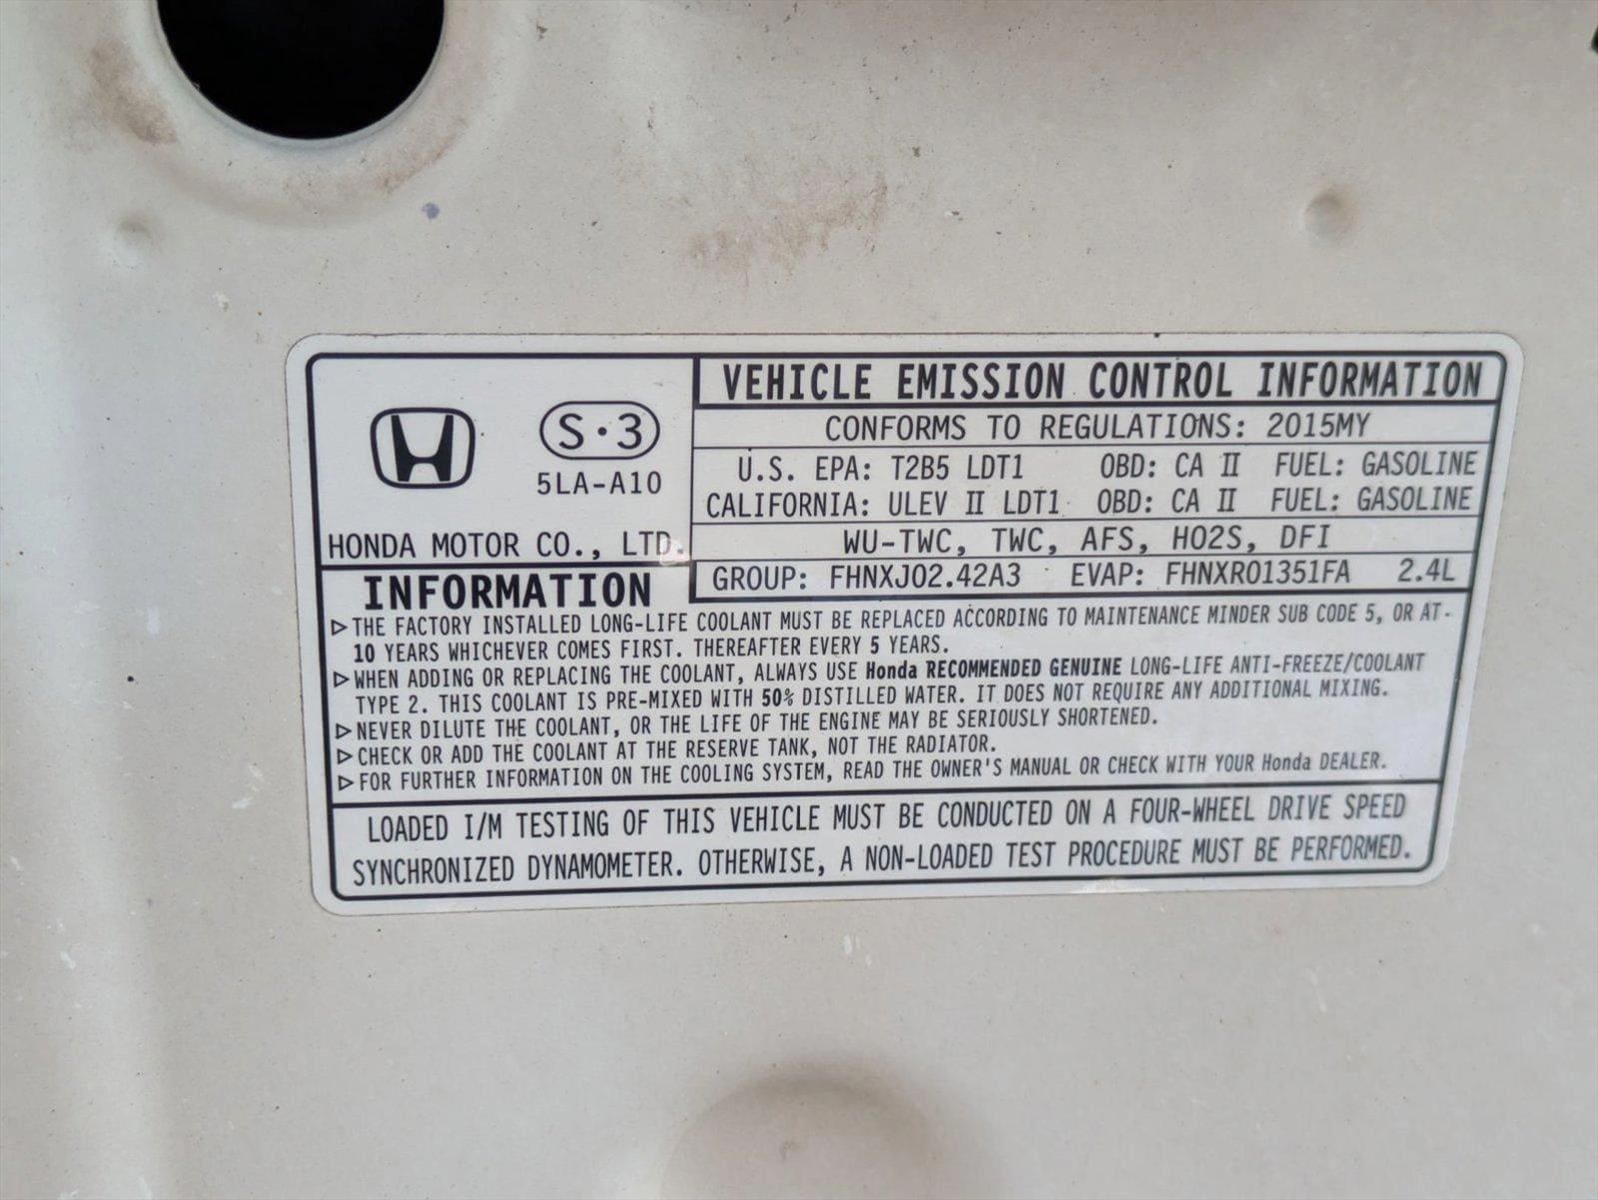 S·3
5LA-A10
HONDA MOTOR CO., LTD.
VEHICLE EMISSION CONTROL INFORMATION
CONFORMS TO REGULATIONS: 2015MY
U.S. EPA: T2B5 LDT1 OBD: CA II FUEL: GASOLINE
CALIFORNIA: ULEV II LDT1 OBD: CA II FUEL: GASOLINE
WU-TWC, TWC, AFS, HO2S, DFI
GROUP: FHNXJ02.42A3 EVAP: FHNXR01351FA 2.4L
INFORMATION
▷THE FACTORY INSTALLED LONG-LIFE COOLANT MUST BE REPLACED ACCORDING TO MAINTENANCE MINDER SUB CODE 5, OR AT
10 YEARS WHICHEVER COMES FIRST. THEREAFTER EVERY 5 YEARS.
▷WHEN ADDING OR REPLACING THE COOLANT, ALWAYS USE Honda RECOMMENDED GENUINE LONG-LIFE ANTI-FREEZE/COOLANT
TYPE 2. THIS COOLANT IS PRE-MIXED WITH 50% DISTILLED WATER. IT DOES NOT REQUIRE ANY ADDITIONAL MIXING.
▷NEVER DILUTE THE COOLANT, OR THE LIFE OF THE ENGINE MAY BE SERIOUSLY SHORTENED.
▷CHECK OR ADD THE COOLANT AT THE RESERVE TANK, NOT THE RADIATOR.
▷FOR FURTHER INFORMATION ON THE COOLING SYSTEM, READ THE OWNER'S MANUAL OR CHECK WITH YOUR Honda DEALER.
LOADED I/M TESTING OF THIS VEHICLE MUST BE CONDUCTED ON A FOUR-WHEEL DRIVE SPEED
SYNCHRONIZED DYNAMOMETER. OTHERWISE, A NON-LOADED TEST PROCEDURE MUST BE PERFORMED.